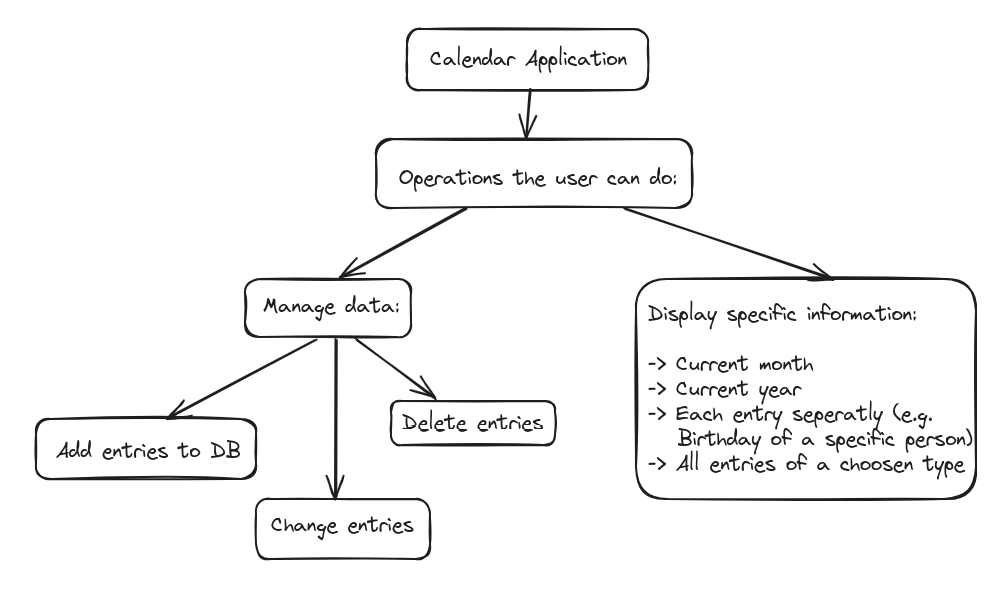 Calendar Application
Operations the user can do:
Manage data:
Display specific information:
-> Current month
-> Current year
-> Each entry seperatly (e.g.
Birthday of a specific person)
-> All entries of a choosen type
Delete entries
Add entries to DB
Change entries